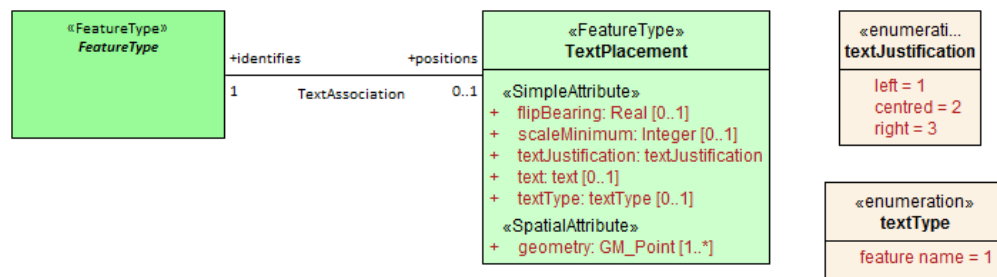 «FeatureType»
FeatureType
+identifies
+positions
1
TextAssociation
0..1
«FeatureType»
TextPlacement
«SimpleAttribute»
+ flipBearing: Real [0..1]
+ scaleMinimum: Integer [0..1]
+ textJustification: textJustification
+ text: text [0..1]
+ textType: textType [0..1]
«SpatialAttribute»
+ geometry: GM_Point [1..*]
«enumerati...
textJustification
left = 1
centred = 2
right = 3
«enumeration»
textType
feature name = 1